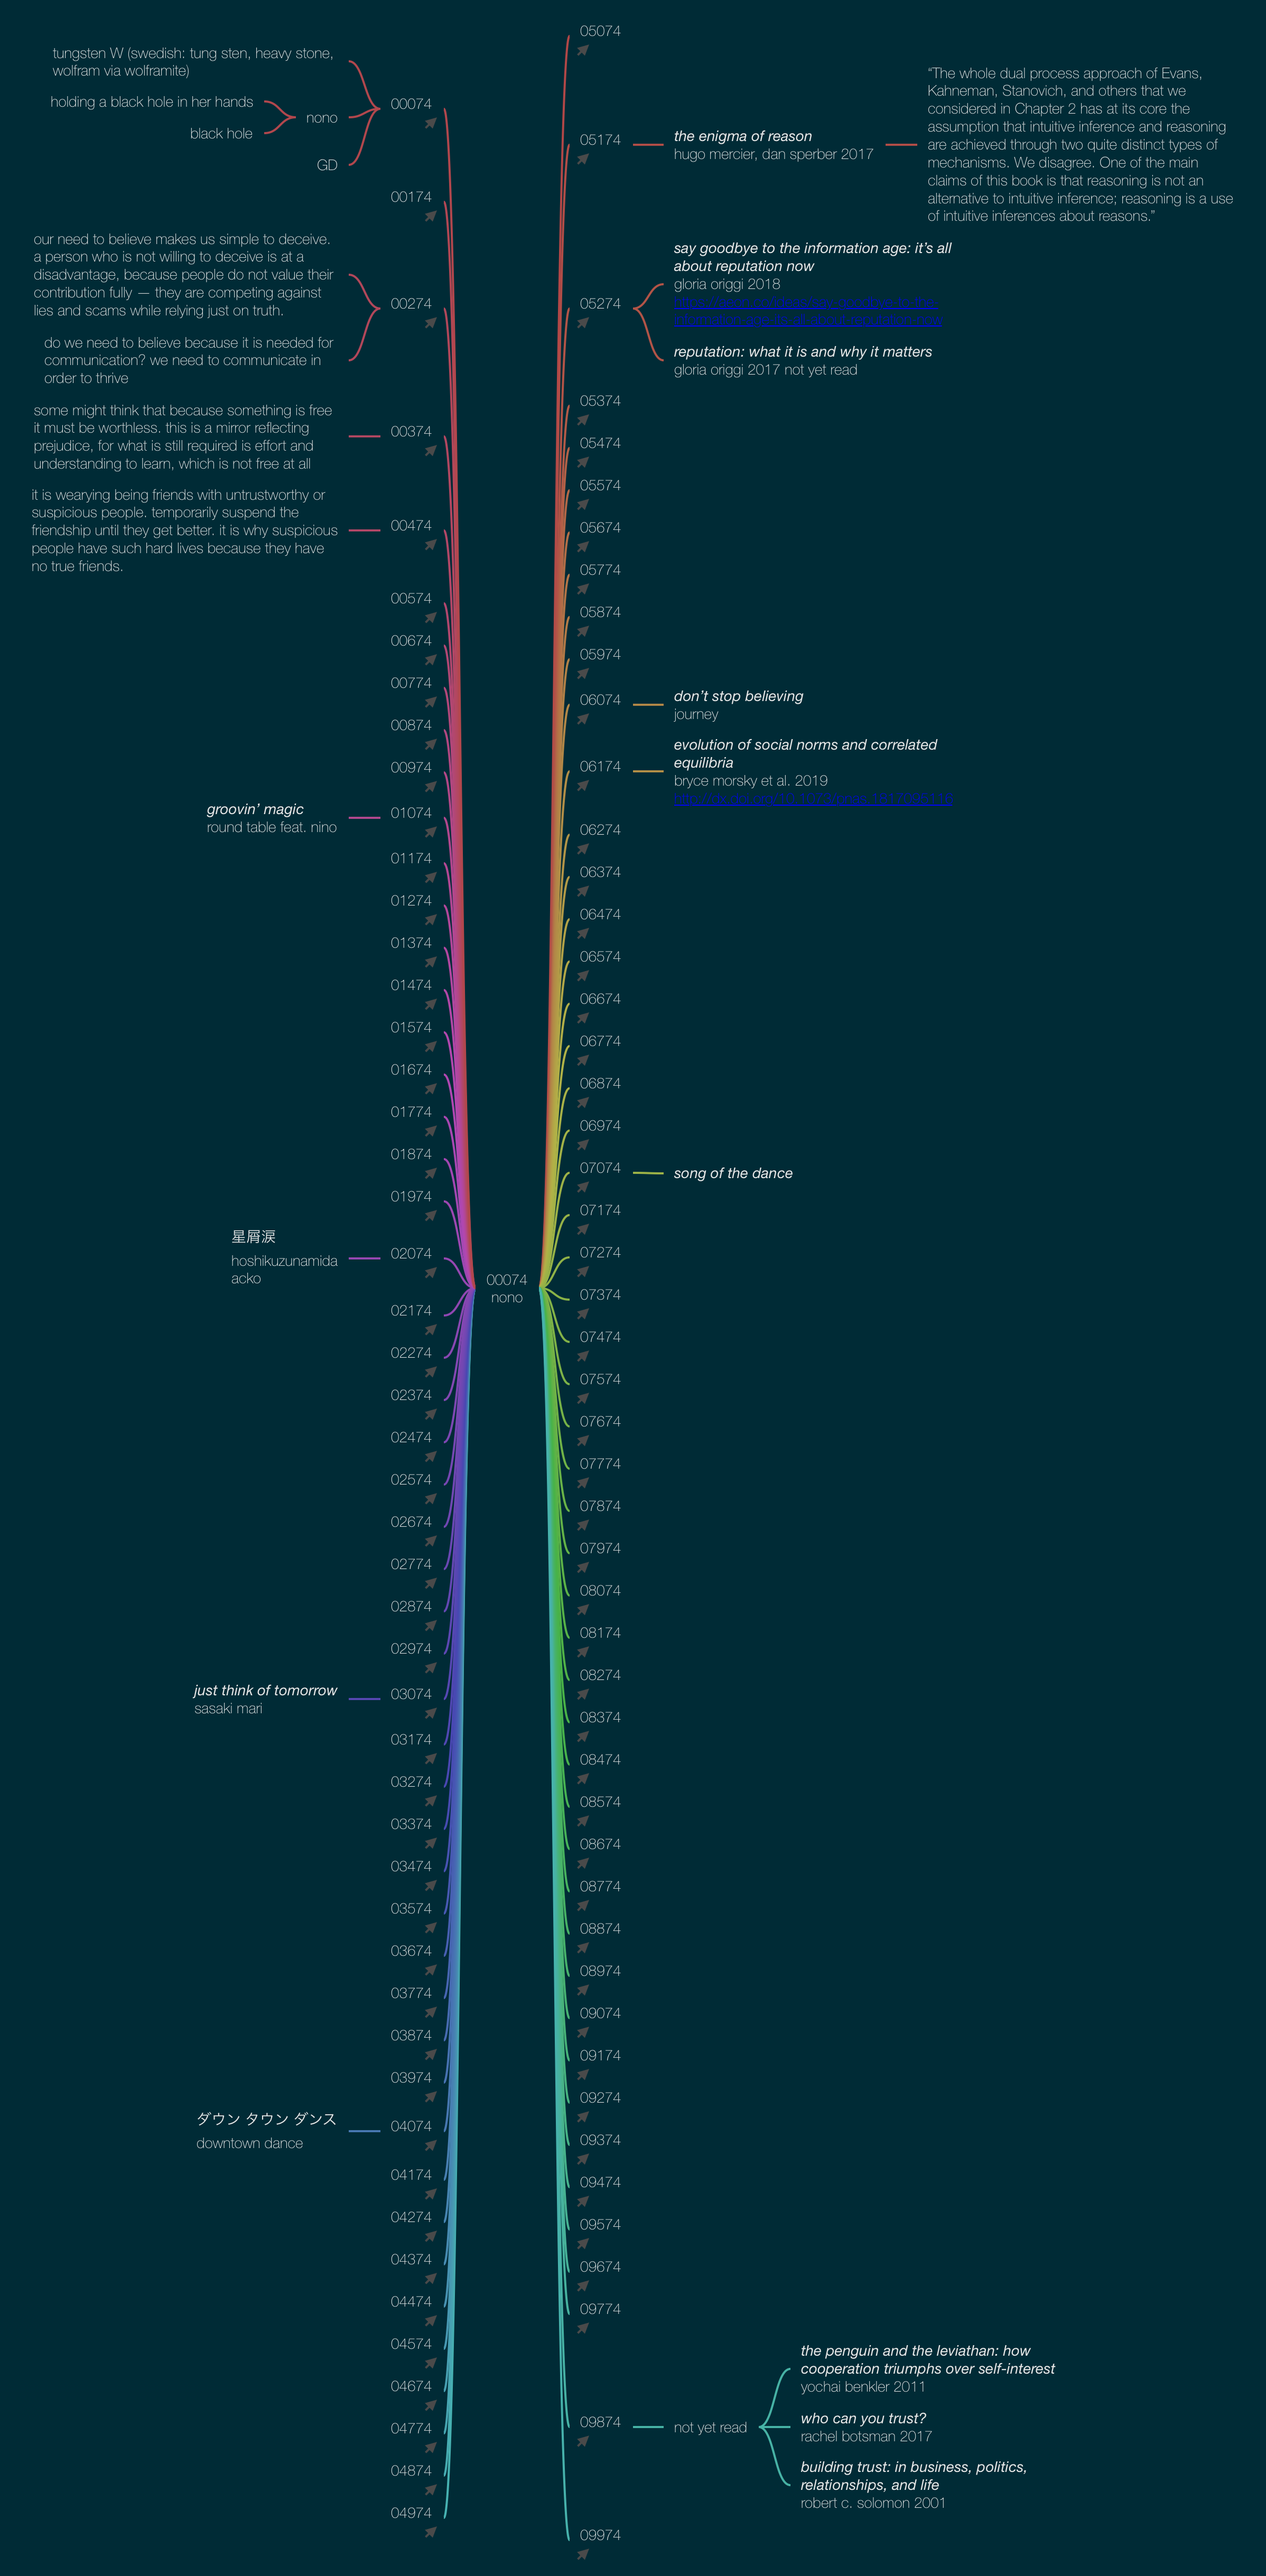 tungsten W (swedish: tung sten, heavy stone,
wolfram via wolframite)
holding a black hole in her hands
black hole
nono
GD
00074
00174
our need to believe makes us simple to deceive.
a person who is not willing to deceive is at a
disadvantage, because people do not value their
contribution fully — they are competing against
lies and scams while relying just on truth.
do we need to believe because it is needed for
communication? we need to communicate in
order to thrive
00274
some might think that because something is free
it must be worthless. this is a mirror reflecting
prejudice, for what is still required is effort and
understanding to learn, which is not free at all
00374
it is wearying being friends with untrustworthy or
suspicious people. temporarily suspend the
friendship until they get better. it is why suspicious
people have such hard lives because they have
no true friends.
00474
00574
00674
00774
00874
00974
groovin’ magic
round table feat. nino
01074
01174
01274
01374
01474
01574
01674
01774
01874
01974
星屑涙
hoshikuzunamida
acko
02074
02174
02274
02374
02474
02574
02674
02774
02874
02974
just think of tomorrow
sasaki mari
03074
03174
03274
03374
03474
03574
03674
03774
03874
03974
ダウン タウン ダンス
downtown dance
04074
04174
04274
04374
04474
04574
04674
04774
04874
04974
00074
nono
05074
05174
the enigma of reason
hugo mercier, dan sperber 2017
“The whole dual process approach of Evans,
Kahneman, Stanovich, and others that we
considered in Chapter 2 has at its core the
assumption that intuitive inference and reasoning
are achieved through two quite distinct types of
mechanisms. We disagree. One of the main
claims of this book is that reasoning is not an
alternative to intuitive inference; reasoning is a use
of intuitive inferences about reasons.”
05274
say goodbye to the information age: it’s all
about reputation now
gloria origgi 2018
reputation: what it is and why it matters
gloria origgi 2017 not yet read
05374
05474
05574
05674
05774
05874
05974
06074
don’t stop believing
journey
06174
evolution of social norms and correlated
equilibria
bryce morsky et al. 2019
06274
06374
06474
06574
06674
06774
06874
06974
07074
song of the dance
07174
07274
07374
07474
07574
07674
07774
07874
07974
08074
08174
08274
08374
08474
08574
08674
08774
08874
08974
09074
09174
09274
09374
09474
09574
09674
09774
09874
not yet read
the penguin and the leviathan: how
cooperation triumphs over self-interest
yochai benkler 2011
who can you trust?
rachel botsman 2017
building trust: in business, politics,
relationships, and life
robert c. solomon 2001
09974